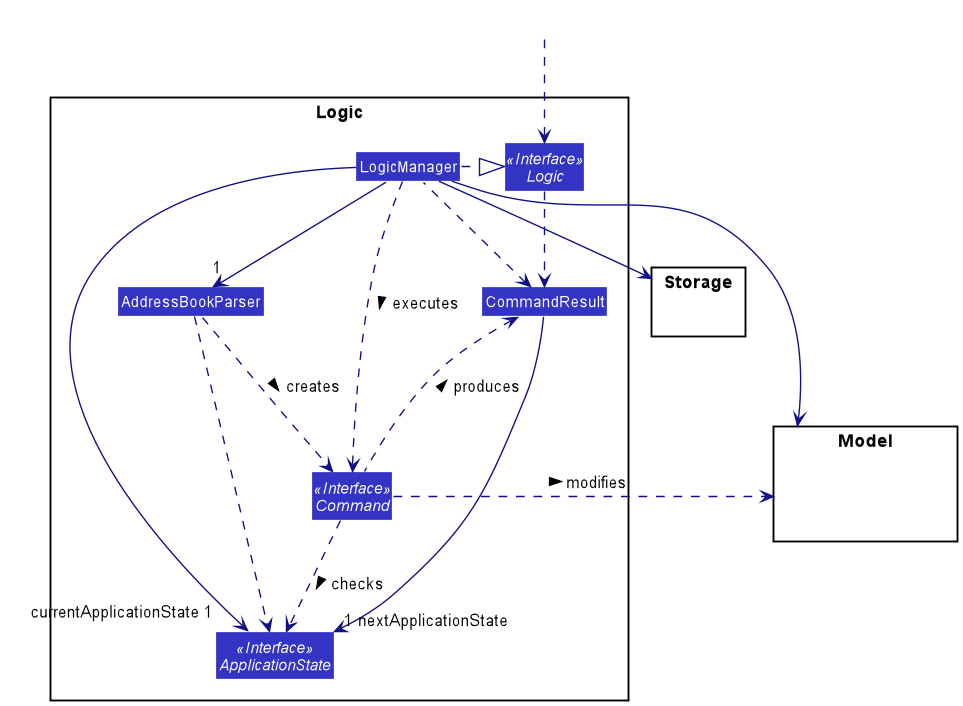 Logic
LogicManager
«Interface»
Logic
1
AddressBookParser
executes
CommandResult
Storage
creates
produces
Model
«Interface»
Command
modifies
checks
currentApplicationState 1
1 nextApplicationState
«Interface»
ApplicationState